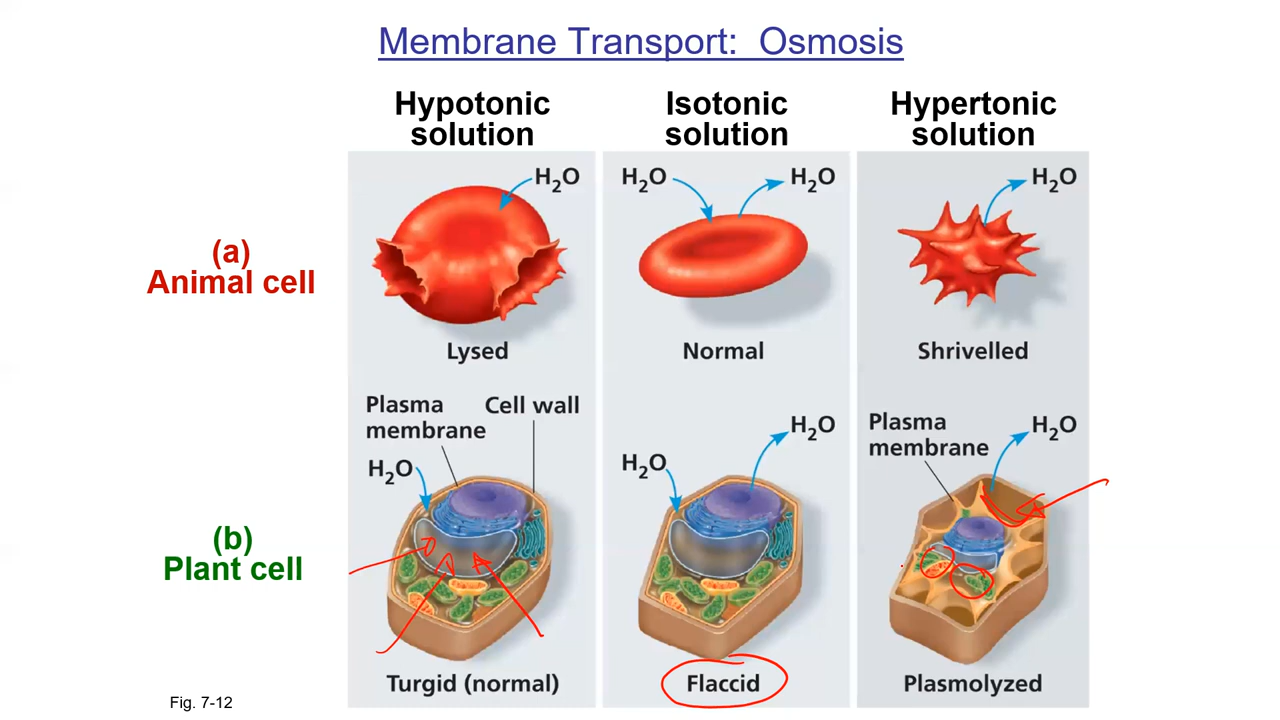 Membrane Transport:  Osmosis
Hypotonic
solution
Isotonic
solution
Hypertonic
solution
(a)
Animal cell
H₂O
H₂O
H₂O
H₂O
Lysed
Normal
Shrivelled
Plasma
membrane
Cell wall
H₂O
H₂O
H₂O
Plasma
membrane
H₂O
(b)
Plant cell
Turgid (normal)
Flaccid
Plasmolyzed
Fig. 7-12